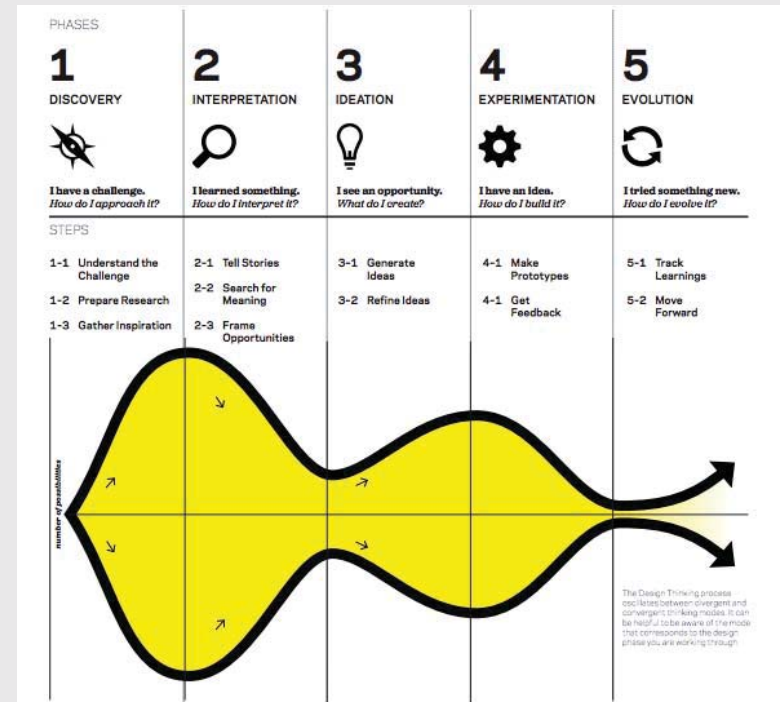 PHASES
1
DISCOVERY
I have a challenge.
How do I approach it?
2
INTERPRETATION
I learned something.
How do I interpret it?
3
IDEATION
I see an opportunity.
What do I create?
4
EXPERIMENTATION
I have an idea.
How do I build it?
5
EVOLUTION
I tried something new.
How do I evolve it?
STEPS
1-1 Understand the
Challenge
1-2 Prepare Research
1-3 Gather Inspiration
2-1 Tell Stories
2-2 Search for
Meaning
2-3 Frame
Opportunities
3-1 Generate
Ideas
3-2 Refine Ideas
4-1 Make
Prototypes
4-1 Get
Feedback
5-1 Track
Learnings
5-2 Move
Forward
number of possibilities
The Design Thinking process
oscillates between divergent and
convergent thinking modes. It can
be helpful to be aware of the mode
that corresponds to the design
phase you are working through